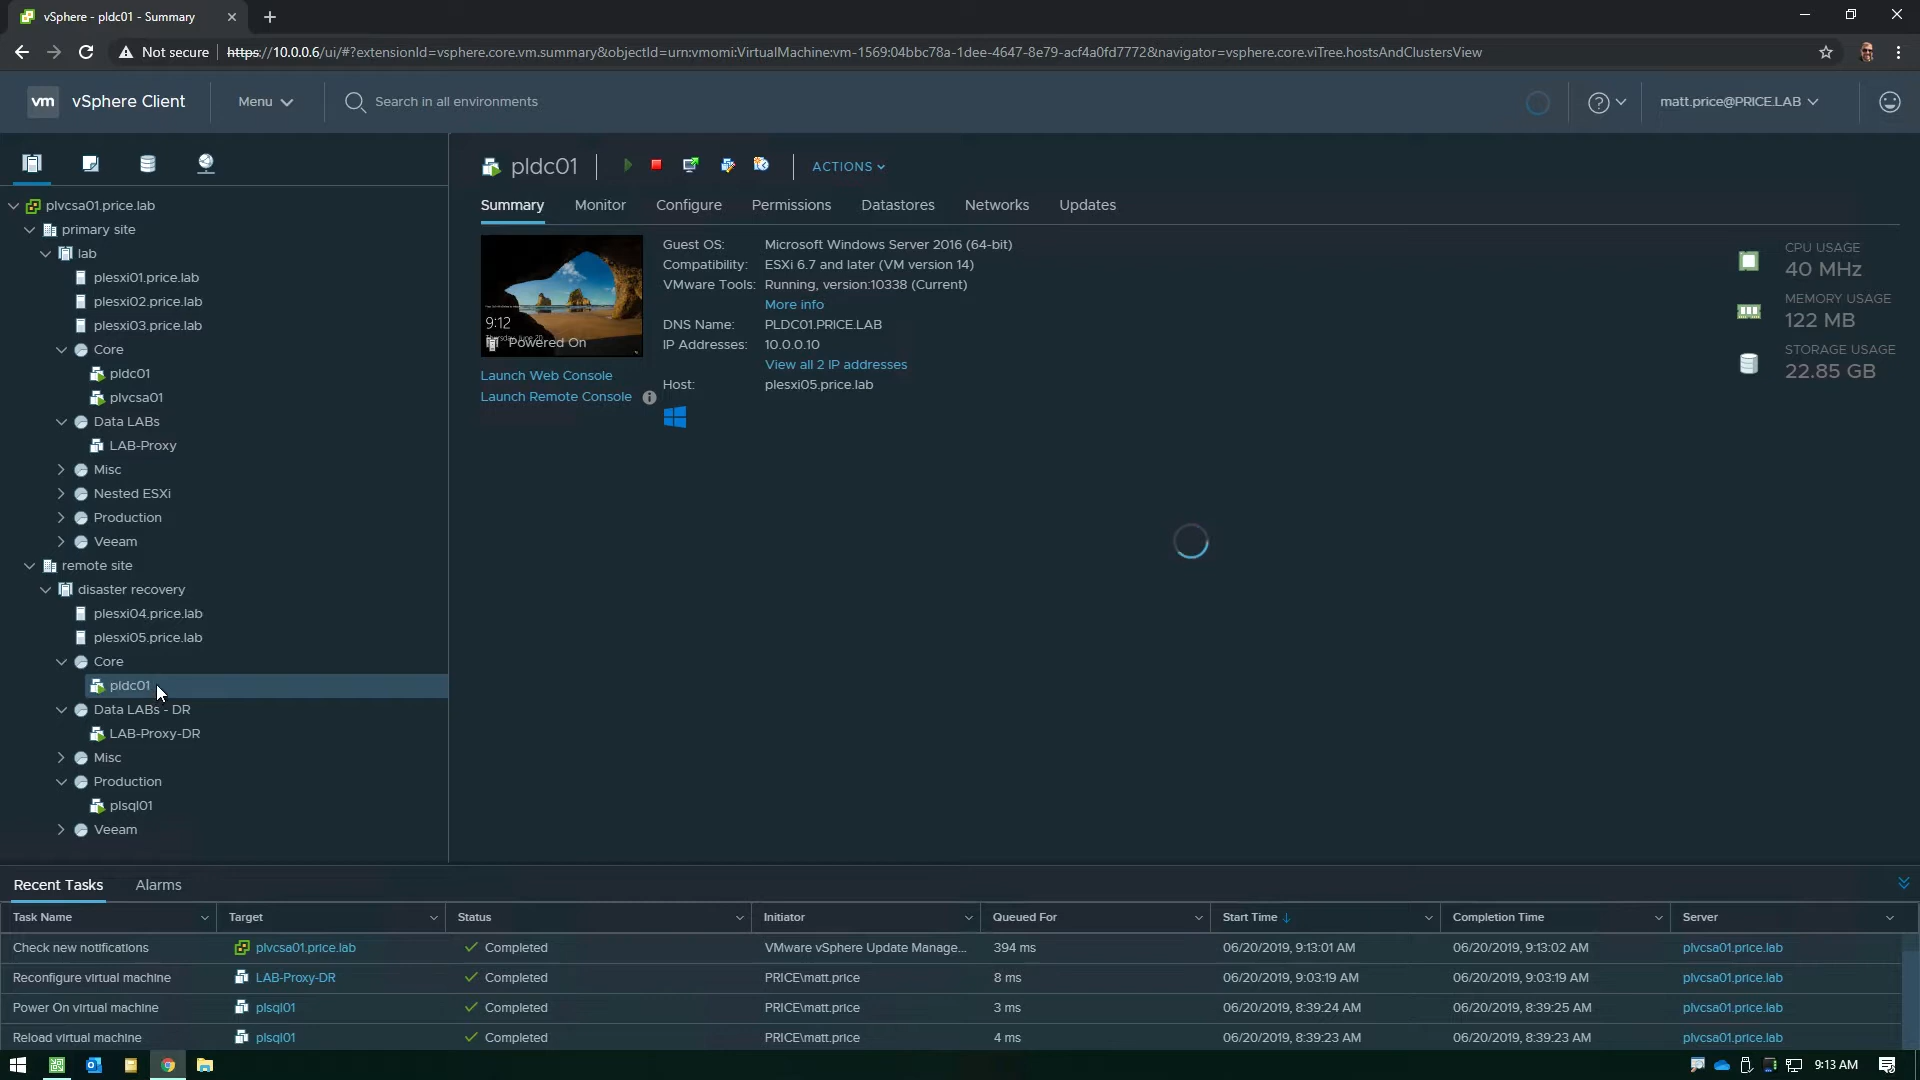 vSphere - pldc01 - Summary
Not secure
https://10.0.0.6/ui/#?extensionId=vsphere.core.vm.summary&objectId=urn:vmomi:VirtualMachine:vm-1569:04bbc78a-1dee-4647-8e79-acf4a0fd7772&navigator=vsphere.core.viTree.hostsAndClustersView
vm vSphere Client Menu Search in all environments matt.price@PRICE.LAB
plvcsa01.price.lab
primary site
lab
plesxi01.price.lab
plesxi02.price.lab
plesxi03.price.lab
Core
pldc01
plvcsa01
Data LABs
LAB-Proxy
Misc
Nested ESXi
Production
Veeam
remote site
disaster recovery
plesxi04.price.lab
plesxi05.price.lab
Core
pldc01
Data LABs - DR
LAB-Proxy-DR
Misc
Production
plsql01
Veeam
pldc01 ACTIONS
Summary Monitor Configure Permissions Datastores Networks Updates
9:12
Powered On
Launch Web Console
Launch Remote Console
Guest OS: Microsoft Windows Server 2016 (64-bit)
Compatibility: ESXi 6.7 and later (VM version 14)
VMware Tools: Running, version:10338 (Current)
More info
DNS Name: PLDC01.PRICE.LAB
IP Addresses: 10.0.0.10
View all 2 IP addresses
Host: plesxi05.price.lab
CPU USAGE
40 MHz
MEMORY USAGE
122 MB
STORAGE USAGE
22.85 GB
Recent Tasks Alarms
Task Name Target Status Initiator Queued For Start Time Completion Time Server
Check new notifications plvcsa01.price.lab Completed VMware vSphere Update Manage... 394 ms 06/20/2019, 9:13:01 AM 06/20/2019, 9:13:02 AM plvcsa01.price.lab
Reconfigure virtual machine LAB-Proxy-DR Completed PRICE\matt.price 8 ms 06/20/2019, 9:03:19 AM 06/20/2019, 9:03:19 AM plvcsa01.price.lab
Power On virtual machine plsql01 Completed PRICE\matt.price 3 ms 06/20/2019, 8:39:24 AM 06/20/2019, 8:39:25 AM plvcsa01.price.lab
Reload virtual machine plsql01 Completed PRICE\matt.price 4 ms 06/20/2019, 8:39:23 AM 06/20/2019, 8:39:23 AM plvcsa01.price.lab
9:13 AM